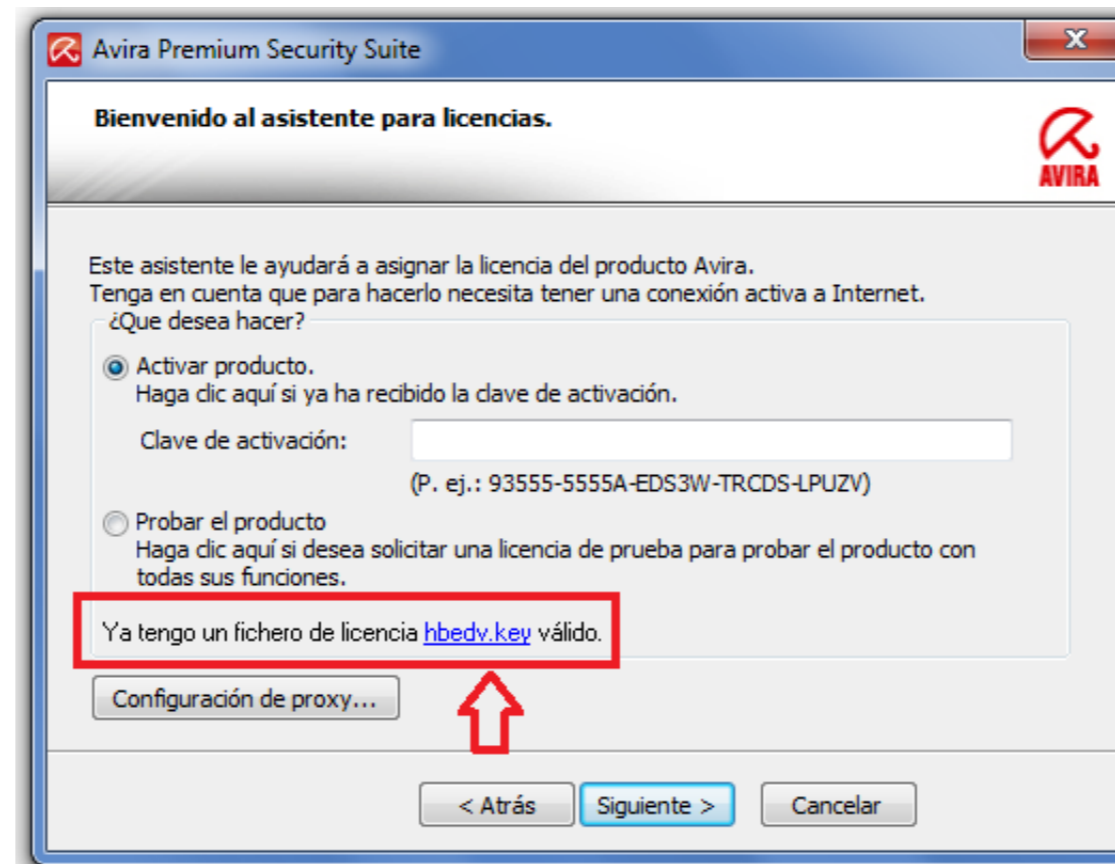 Avira Premium Security Suite
Bienvenido al asistente para licencias.
AVIRA
Este asistente le ayudará a asignar la licencia del producto Avira.
Tenga en cuenta que para hacerlo necesita tener una conexión activa a Internet.
¿Que desea hacer?
Activar producto.
Haga clic aquí si ya ha recibido la clave de activación.
Clave de activación:
(P. ej.: 93555-5555A-EDS3W-TRCDS-LPUZV)
Probar el producto
Haga clic aquí si desea solicitar una licencia de prueba para probar el producto con
todas sus funciones.
Ya tengo un fichero de licencia hbedv.key válido.
Configuración de proxy...
< Atrás Siguiente > Cancelar